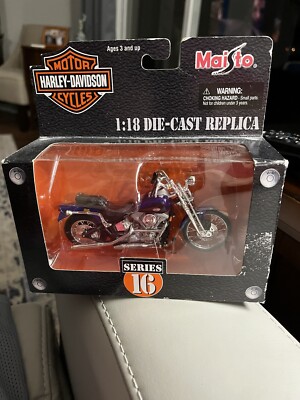 MOTOR
HARLEY-DAVIDSON
CYCLES
Ages 3 and up
Maisto
WARNING:
CHOKING HAZARD - Small parts
Not for children under 3 years.
1:18 DIE-CAST REPLICA
SERIES
16